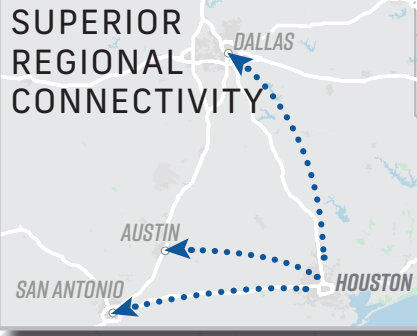 SUPERIOR
REGIONAL
CONNECTIVITY
DALLAS
AUSTIN
SAN ANTONIO
HOUSTON